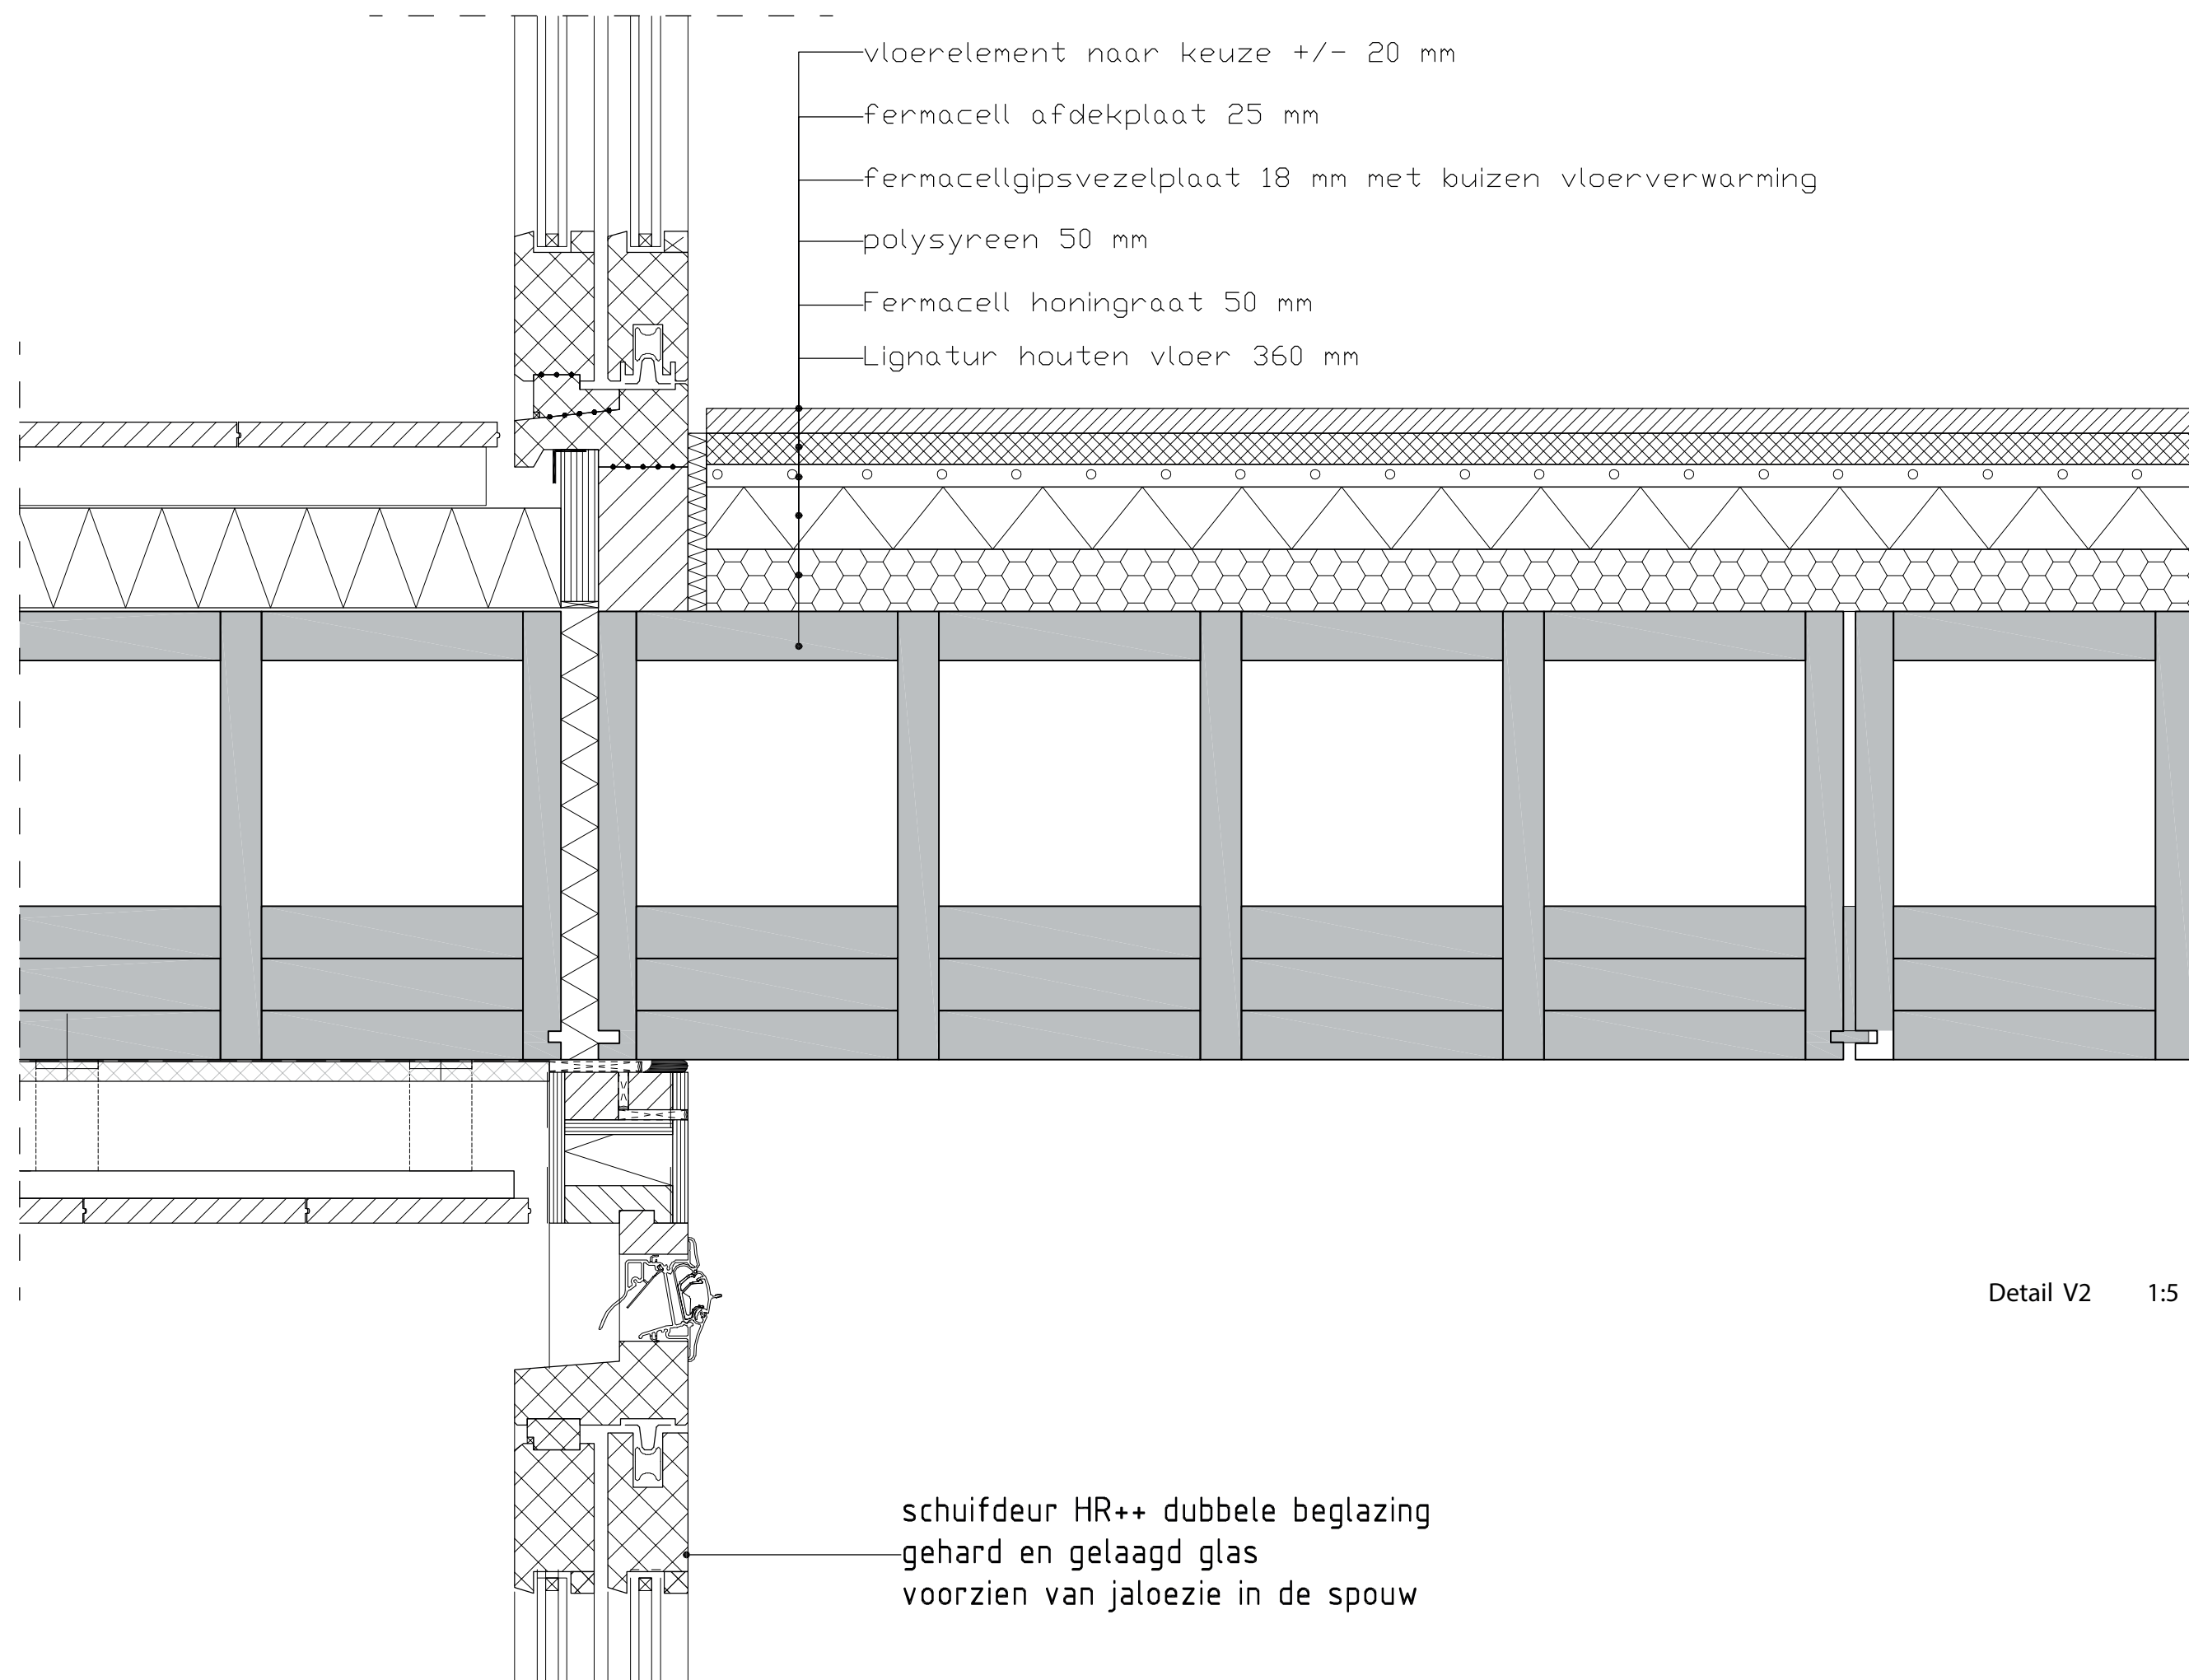 vloerelement naar keuze +/- 20 mm
fermacell afdekplaat 25 mm
fermacellgipsvezelplaat 18 mm met buizen vloerverwarming
polysyreen 50 mm
Fermacell honingraat 50 mm
Lignatur houten vloer 360 mm
Detail V2 1:5
schuifdeur HR++ dubbele beglazing
gehard en gelaagd glas
voorzien van jaloezie in de spouw